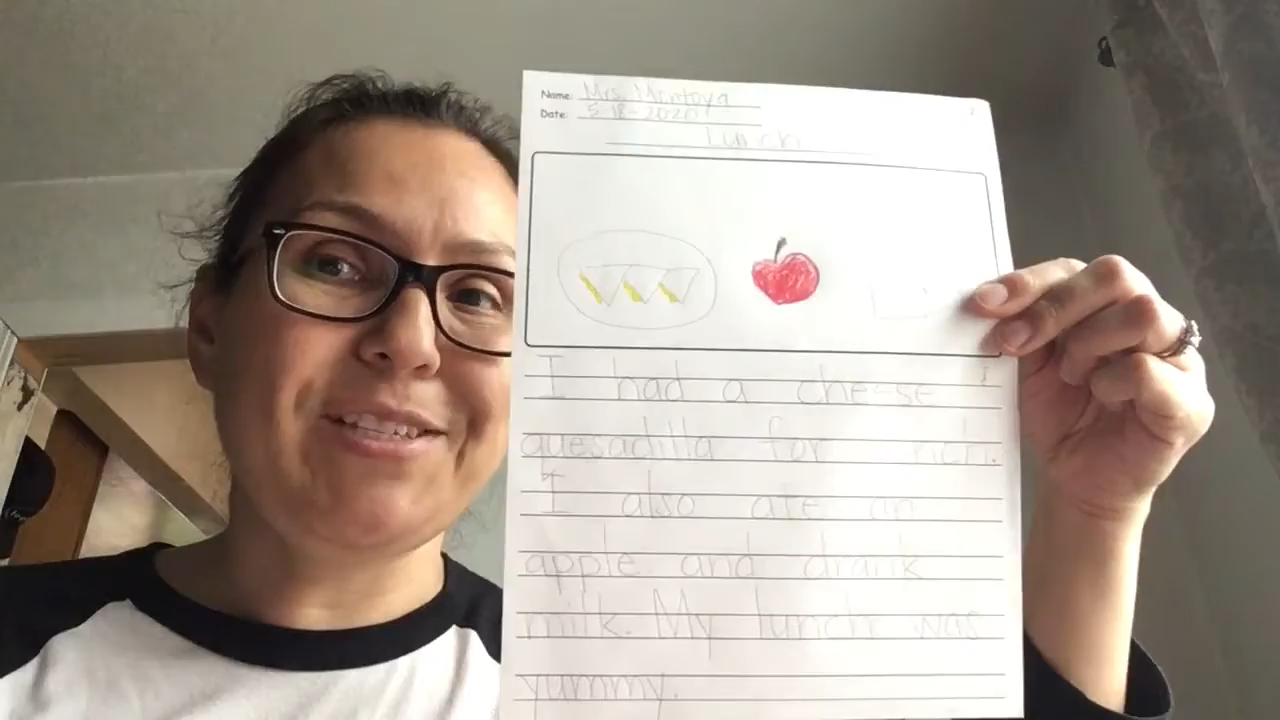 Name: Mrs. Montoya
Date: 5-18-2020
Lunch
I had a cheese
quesadilla for
I also ate an
apple and drank
milk. My lunch was
yummy.